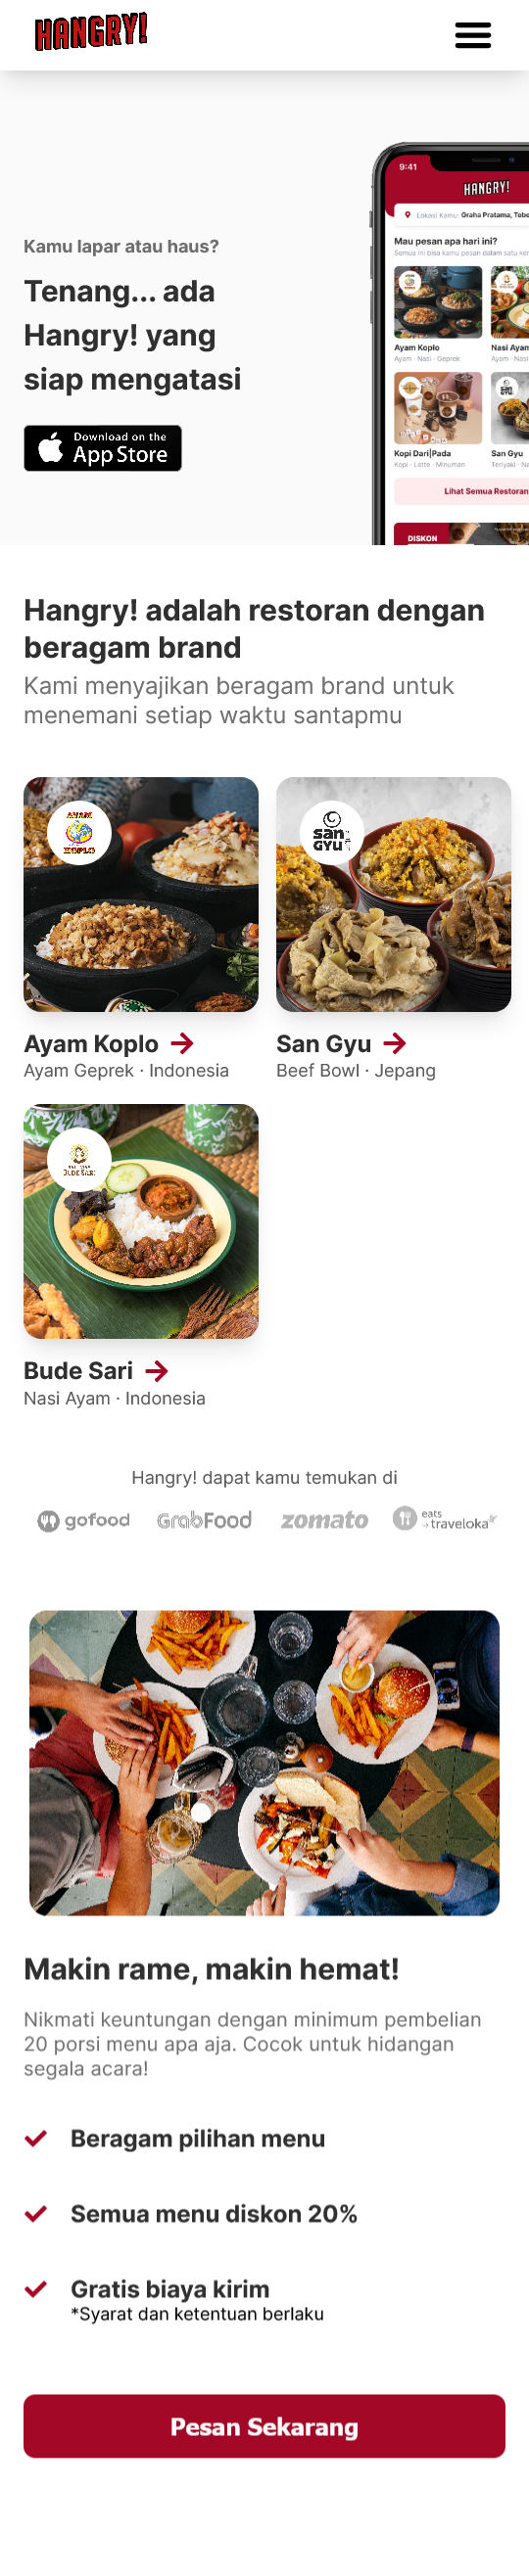 HANGRY!
9:41
HANGRY!
Lokasi Kamu: Graha Pratama, Tebe
Kamu lapar atau haus?
Tenang... ada
Hangry! yang
siap mengatasi
Download on the
App Store
Mau pesan apa hari ini?
Semua ini bisa kamu pesan dalam satu ker
Ayam Koplo
Ayam · Nasi · Geprek
Nasi Ayam
Ayam · Nasi
Kopi Dari|Pada
Kopi · Latte · Minuman
San Gyu
Teriyaki · Na
Lihat Semua Restoran
DISKON
Hangry! adalah restoran dengan
beragam brand
Kami menyajikan beragam brand untuk
menemani setiap waktu santapmu
AYAM
KOPLO
san
GYU
Ayam Koplo
Ayam Geprek · Indonesia
San Gyu
Beef Bowl · Jepang
BUDE SARI
Bude Sari
Nasi Ayam · Indonesia
Hangry! dapat kamu temukan di
gofood
GrabFood
zomato
eats
traveloka
Makin rame, makin hemat!
Nikmati keuntungan dengan minimum pembelian
20 porsi menu apa aja. Cocok untuk hidangan
segala acara!
Beragam pilihan menu
Semua menu diskon 20%
Gratis biaya kirim
*Syarat dan ketentuan berlaku
Pesan Sekarang